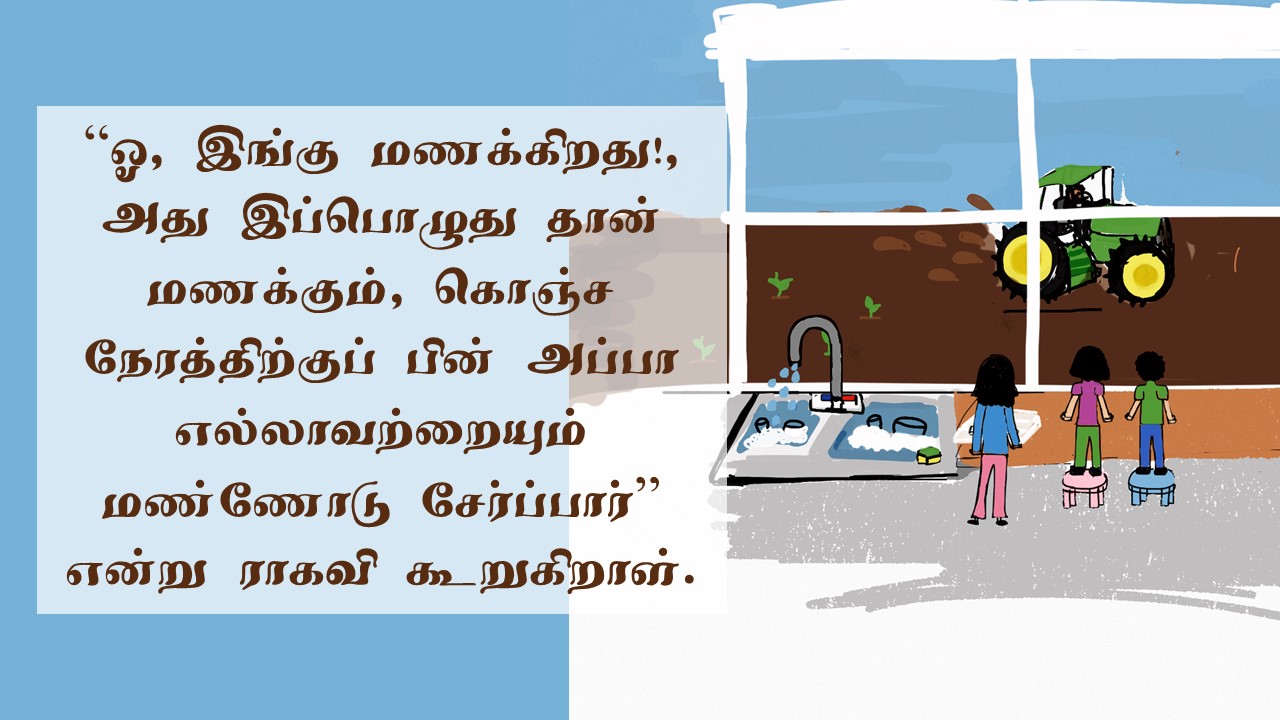 “ஓ, இங்கு மணக்கிறது!,
அது இப்பொழுது தான்
மணக்கும், கொஞ்ச
நேரத்திற்குப் பின் அப்பா
எல்லாவற்றையும்
மண்ணோடு சேர்ப்பார்”
என்று ராகவி கூறுகிறாள்.